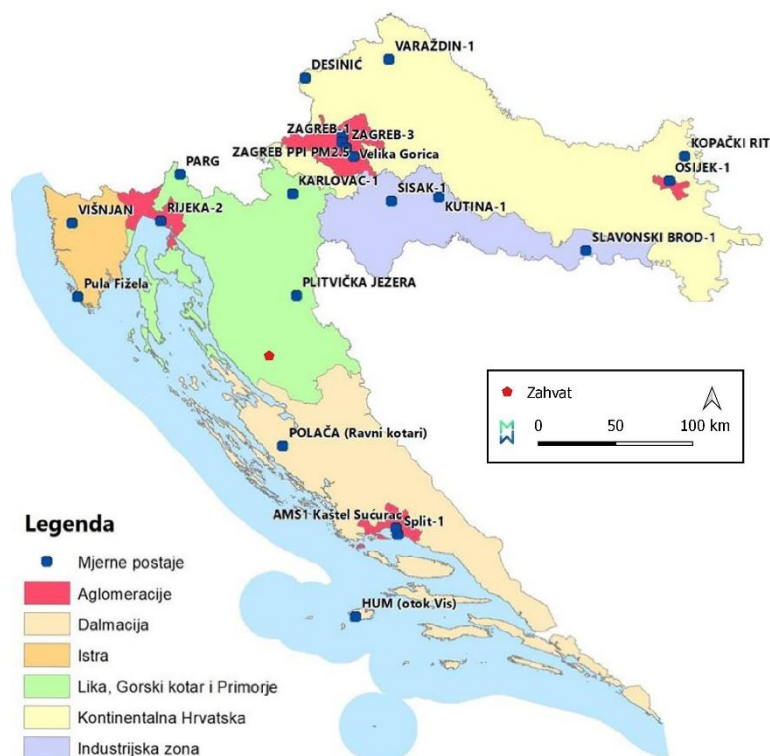 VARAŽDIN-1
DESINIĆ
ZAGREB-1
ZAGREB-3
KOPAČKI RIT
ZAGREB PPI PM2.5
Velika Gorica
OSIJEK-1
PARG
KARLOVAC-1
SISAK-1
KUTINA-1
VIŠNJAN
RIJEKA-2
SLAVONSKI BROD-1
Pula Fižela
PLITVIČKA JEZERA
Zahvat
0 50 100 km
POLAČA (Ravni kotari)
AMS1 Kaštel Sućurac
Split-1
HUM (otok Vis)
Legenda
Mjerne postaje
Aglomeracije
Dalmacija
Istra
Lika, Gorski kotar i Primorje
Kontinentalna Hrvatska
Industrijska zona